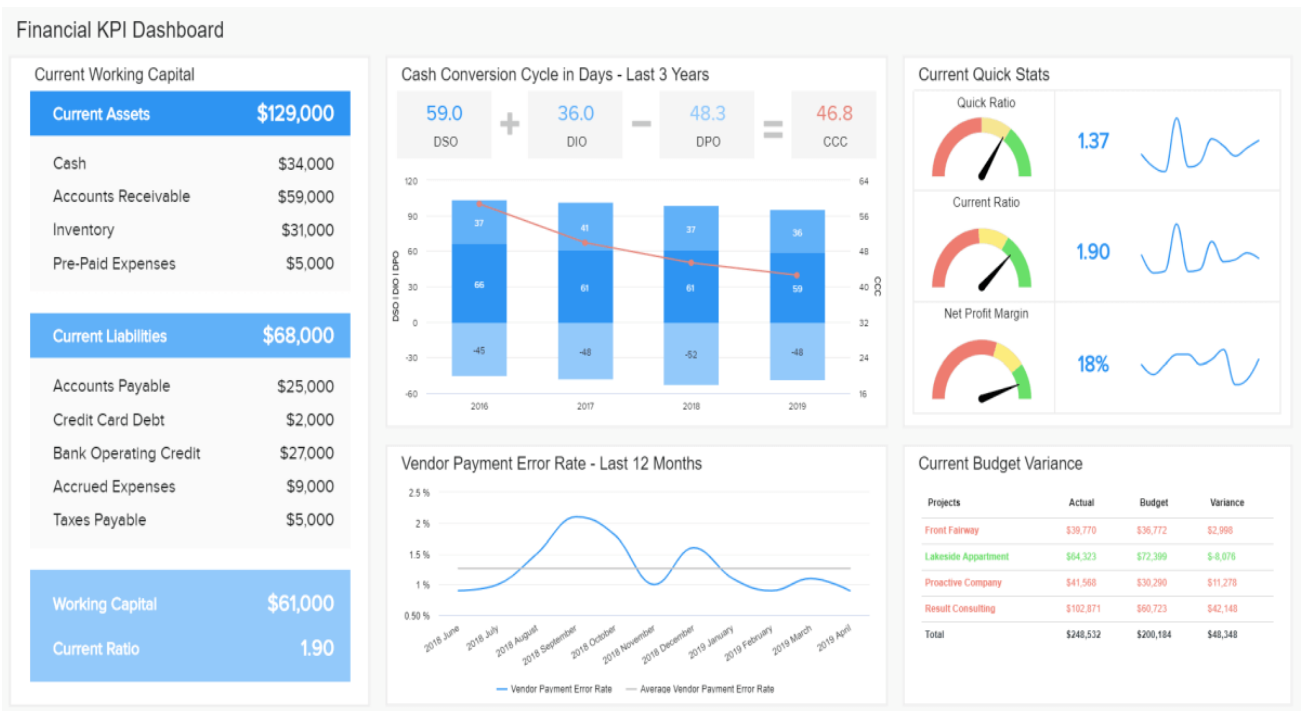 Financial KPI Dashboard
Current Working Capital
Current Assets $129,000
Cash $34,000
Accounts Receivable $59,000
Inventory $31,000
Pre-Paid Expenses $5,000
Current Liabilities $68,000
Accounts Payable $25,000
Credit Card Debt $2,000
Bank Operating Credit $27,000
Accrued Expenses $9,000
Taxes Payable $5,000
Working Capital $61,000
Current Ratio 1.90
Cash Conversion Cycle in Days - Last 3 Years
59.0 + 36.0 − 48.3 = 46.8
DSO DIO DPO CCC
120 64
90 56
60 48
30 40
0 32
-30 24
-60 16
DSO | DIO | DPO
CCC
37 41 37 36
66 61 61 59
-45 -48 -52 -48
2016 2017 2018 2019
Vendor Payment Error Rate - Last 12 Months
2.5 %
2 %
1.5 %
1 %
0.50 %
2018 June 2018 July 2018 August 2018 September 2018 October 2018 November 2018 December 2019 January 2019 February 2019 March 2019 April
Vendor Payment Error Rate Average Vendor Payment Error Rate
Current Quick Stats
Quick Ratio
1.37
Current Ratio
1.90
Net Profit Margin
18%
Current Budget Variance
Projects Actual Budget Variance
Front Fairway $39,770 $36,772 $2,998
Lakeside Appartment $64,323 $72,399 $-8,076
Proactive Company $41,568 $30,290 $11,278
Result Consulting $102,871 $60,723 $42,148
Total $248,532 $200,184 $48,348